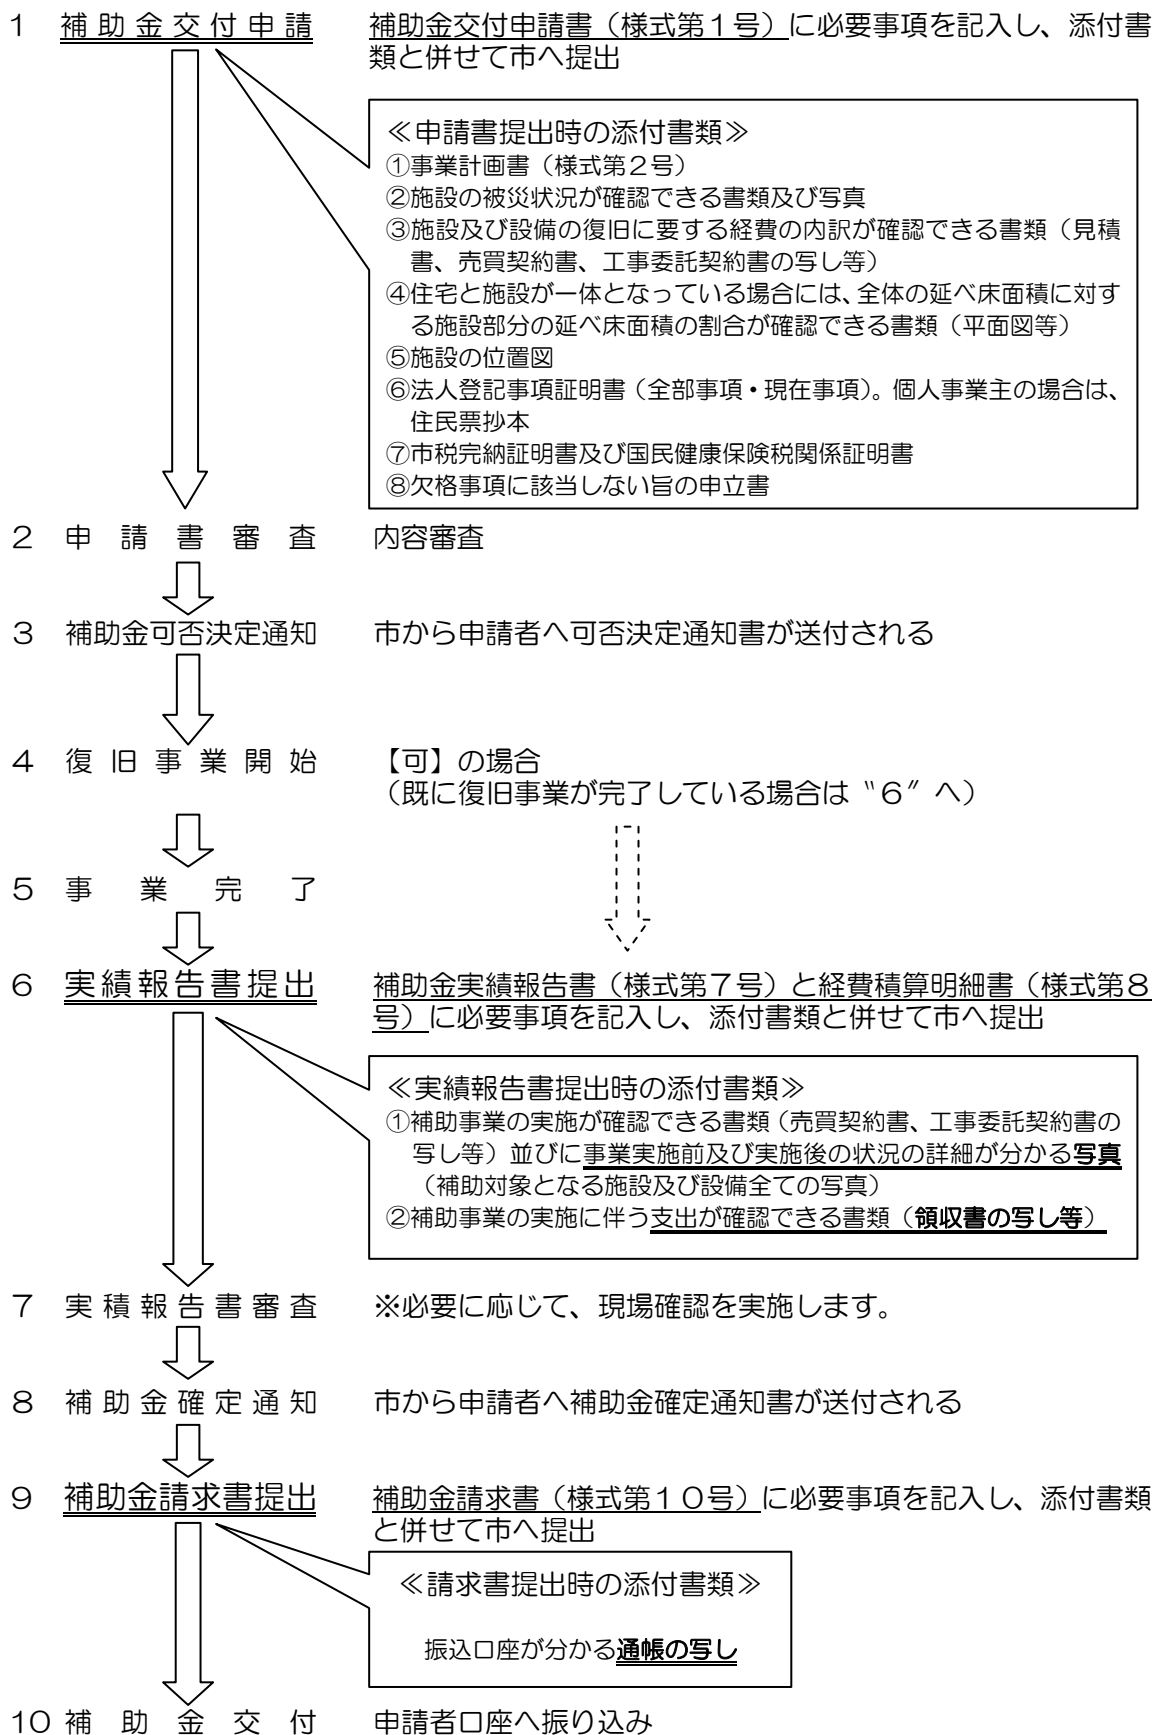 1 補助金交付申請 補助金交付申請書（様式第１号）に必要事項を記入し、添付書
類と併せて市へ提出
≪申請書提出時の添付書類≫
①事業計画書（様式第２号）
②施設の被災状況が確認できる書類及び写真
③施設及び設備の復旧に要する経費の内訳が確認できる書類（見積
書、売買契約書、工事委託契約書の写し等）
④住宅と施設が一体となっている場合には、全体の延べ床面積に対す
る施設部分の延べ床面積の割合が確認できる書類（平面図等）
⑤施設の位置図
⑥法人登記事項証明書（全部事項・現在事項）。個人事業主の場合は、
住民票抄本
⑦市税完納証明書及び国民健康保険税関係証明書
⑧欠格事項に該当しない旨の申立書
2 申請書審査 内容審査
3 補助金可否決定通知 市から申請者へ可否決定通知書が送付される
4 復旧事業開始 【可】の場合
（既に復旧事業が完了している場合は〝６〟へ）
5 事業完了
6 実績報告書提出 補助金実績報告書（様式第７号）と経費積算明細書（様式第８
号）に必要事項を記入し、添付書類と併せて市へ提出
≪実績報告書提出時の添付書類≫
①補助事業の実施が確認できる書類（売買契約書、工事委託契約書の
写し等）並びに事業実施前及び実施後の状況の詳細が分かる写真
（補助対象となる施設及び設備全ての写真）
②補助事業の実施に伴う支出が確認できる書類（領収書の写し等）
7 実積報告書審査 ※必要に応じて、現場確認を実施します。
8 補助金確定通知 市から申請者へ補助金確定通知書が送付される
9 補助金請求書提出 補助金請求書（様式第１０号）に必要事項を記入し、添付書類
と併せて市へ提出
≪請求書提出時の添付書類≫
振込口座が分かる通帳の写し
10 補助金交付 申請者口座へ振り込み